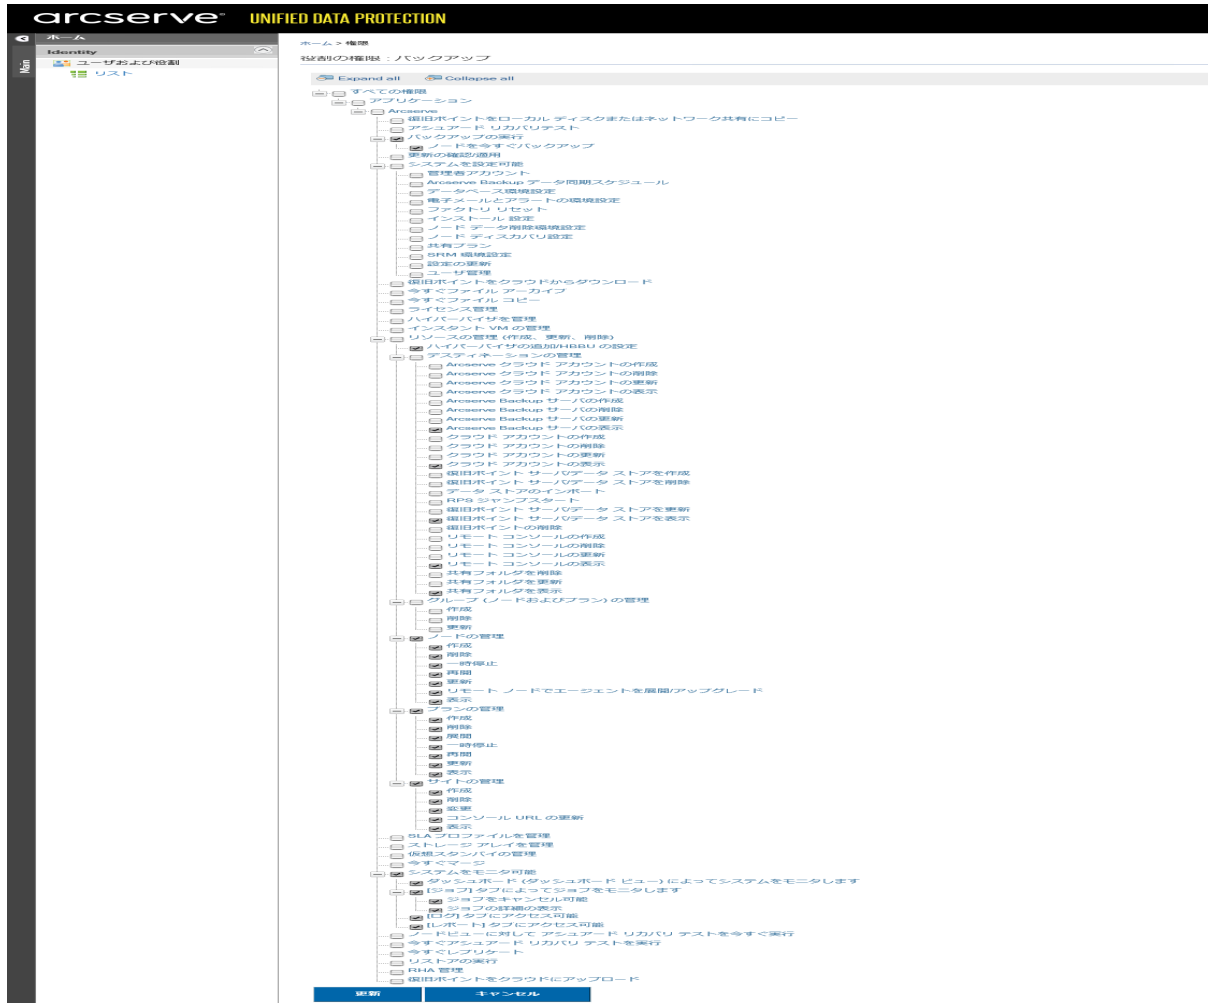 arcserve® UNIFIED DATA PROTECTION
ホーム
Identity
ユーザおよび役割
リスト
Main
ホーム > 権限
役割の権限 : バックアップ
Expand all Collapse all
すべての権限
アプリケーション
Arcserve
復旧ポイントをローカル ディスクまたはネットワーク共有にコピー
アシュアード リカバリテスト
バックアップの実行
ノードを今すぐバックアップ
更新の確認/適用
システムを設定可能
管理者アカウント
Arcserve Backup データ同期スケジュール
データベース環境設定
電子メールとアラートの環境設定
ファクトリ リセット
インストール 設定
ノード データ削除環境設定
ノード ディスカバリ設定
共有プラン
SRM 環境設定
設定の更新
ユーザ管理
復旧ポイントをクラウドからダウンロード
今すぐファイル アーカイブ
今すぐファイル コピー
ライセンス管理
ハイパーバイザを管理
インスタント VM の管理
リソースの管理 (作成、更新、削除)
ハイパーバイザの追加/HBBU の設定
デスティネーションの管理
Arcserve クラウド アカウントの作成
Arcserve クラウド アカウントの削除
Arcserve クラウド アカウントの更新
Arcserve クラウド アカウントの表示
Arcserve Backup サーバの作成
Arcserve Backup サーバの削除
Arcserve Backup サーバの更新
Arcserve Backup サーバの表示
クラウド アカウントの作成
クラウド アカウントの削除
クラウド アカウントの更新
クラウド アカウントの表示
復旧ポイント サーバ/データ ストアを作成
復旧ポイント サーバ/データ ストアを削除
データ ストアのインポート
RPS ジャンプスタート
復旧ポイント サーバ/データ ストアを更新
復旧ポイント サーバ/データ ストアを表示
復旧ポイントの削除
リモート コンソールの作成
リモート コンソールの削除
リモート コンソールの更新
リモート コンソールの表示
共有フォルダを削除
共有フォルダを更新
共有フォルダを表示
グループ (ノードおよびプラン) の管理
作成
削除
更新
ノードの管理
作成
削除
一時停止
再開
更新
リモート ノードでエージェントを展開/アップグレード
表示
プランの管理
作成
削除
展開
一時停止
再開
更新
表示
サイトの管理
作成
削除
変更
コンソール URL の更新
表示
SLA プロファイルを管理
ストレージ アレイを管理
仮想スタンバイの管理
今すぐマージ
システムをモニタ可能
ダッシュボード (ダッシュボード ビュー) によってシステムをモニタします
[ジョブ] タブによってジョブをモニタします
ジョブをキャンセル可能
ジョブの詳細の表示
[ログ] タブにアクセス可能
[レポート] タブにアクセス可能
ノードビューに対して アシュアード リカバリ テストを今すぐ実行
今すぐアシュアード リカバリ テストを実行
今すぐレプリケート
リストアの実行
RHA 管理
復旧ポイントをクラウドにアップロード
更新 キャンセル